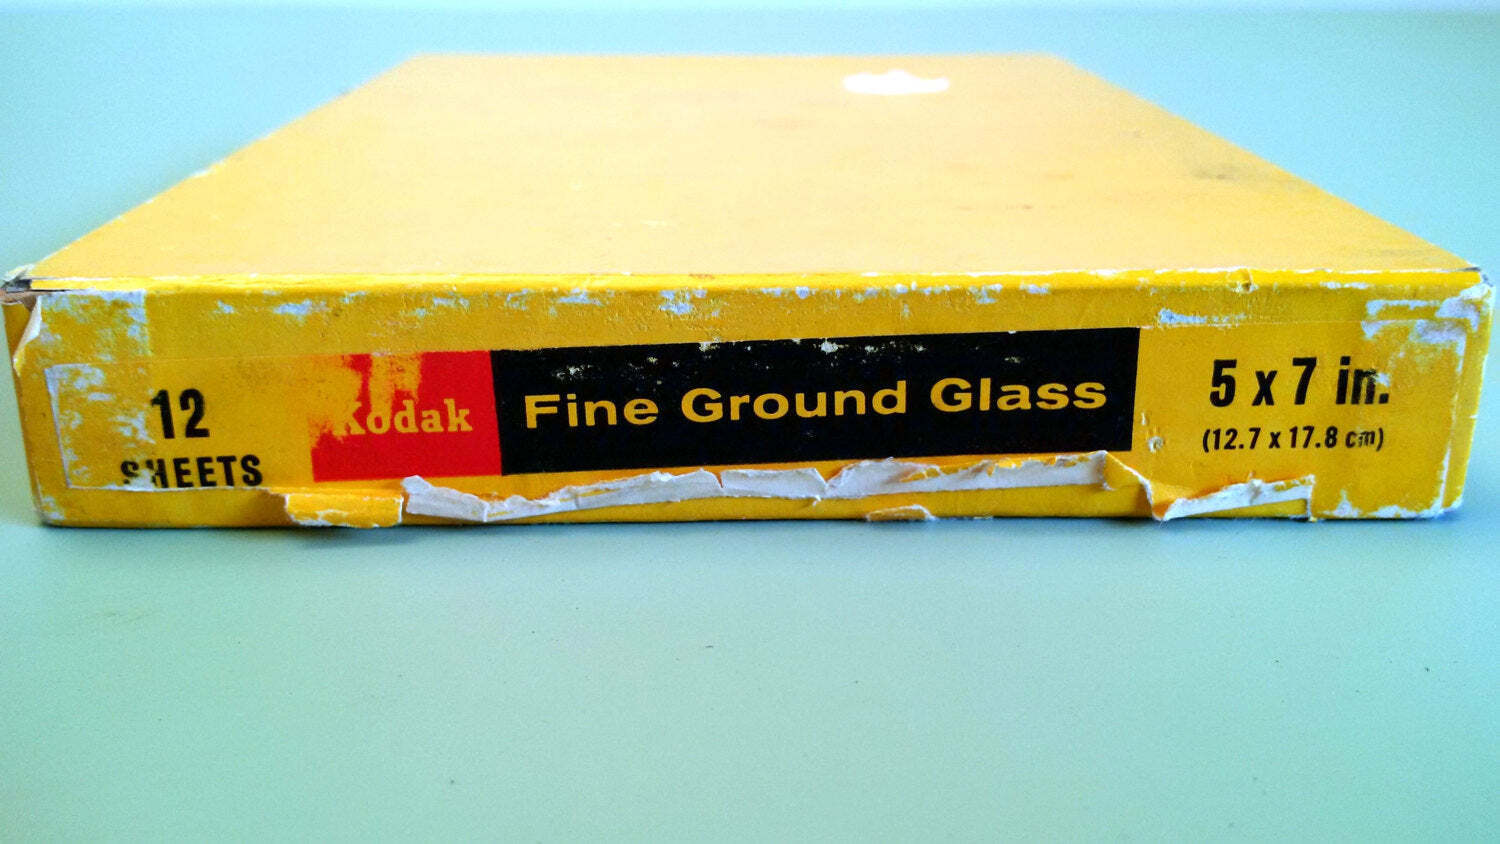 12
SHEETS
Kodak
Fine Ground Glass
5 x 7 in.
(12.7 x 17.8 cm)